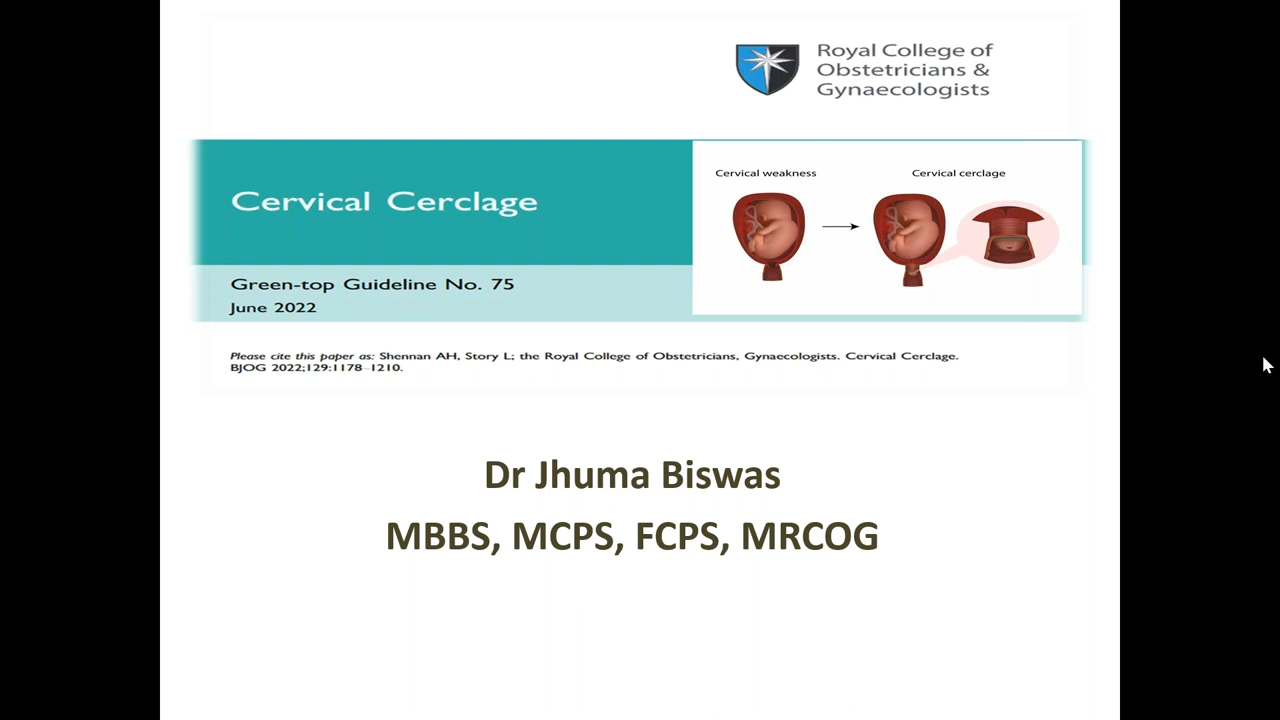 Royal College of
Obstetricians &
Gynaecologists
Cervical Cerclage
Cervical weakness
Cervical cerclage
Green-top Guideline No. 75
June 2022
Please cite this paper as: Shennan AH, Story L; the Royal College of Obstetricians, Gynaecologists. Cervical Cerclage.
BJOG 2022;129:1178–1210.
Dr Jhuma Biswas
MBBS, MCPS, FCPS, MRCOG